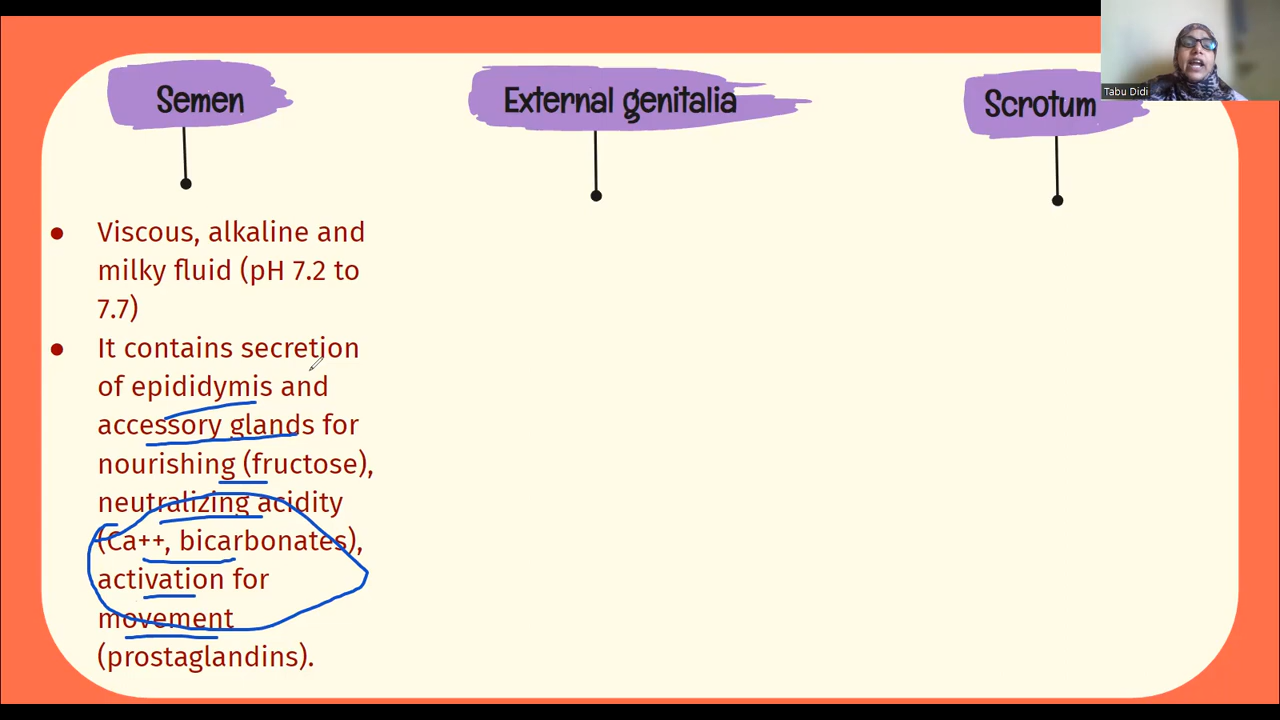 Semen
External genitalia
Scrotum
Tabu Didi
● Viscous, alkaline and
milky fluid (pH 7.2 to
7.7)
● It contains secretion
of epididymis and
accessory glands for
nourishing (fructose),
neutralizing acidity
(Ca++, bicarbonates),
activation for
movement
(prostaglandins).